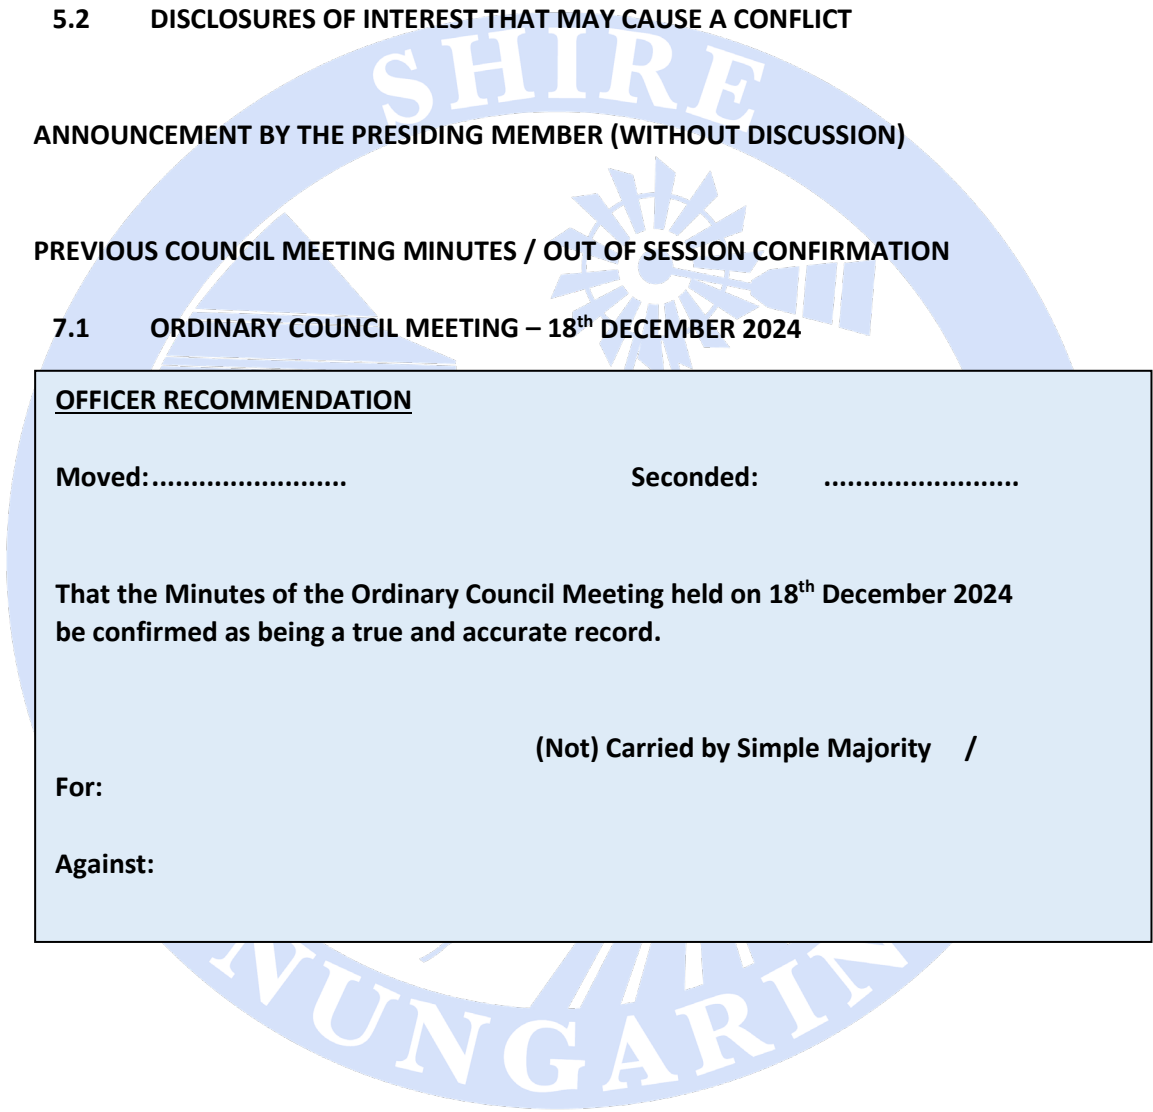 5.2 DISCLOSURES OF INTEREST THAT MAY CAUSE A CONFLICT
SHIRE
ANNOUNCEMENT BY THE PRESIDING MEMBER (WITHOUT DISCUSSION)
PREVIOUS COUNCIL MEETING MINUTES / OUT OF SESSION CONFIRMATION
7.1 ORDINARY COUNCIL MEETING – 18th DECEMBER 2024
OFFICER RECOMMENDATION
Moved:......................... Seconded: .........................
That the Minutes of the Ordinary Council Meeting held on 18th December 2024
be confirmed as being a true and accurate record.
(Not) Carried by Simple Majority /
For:
Against:
NUNGARIN